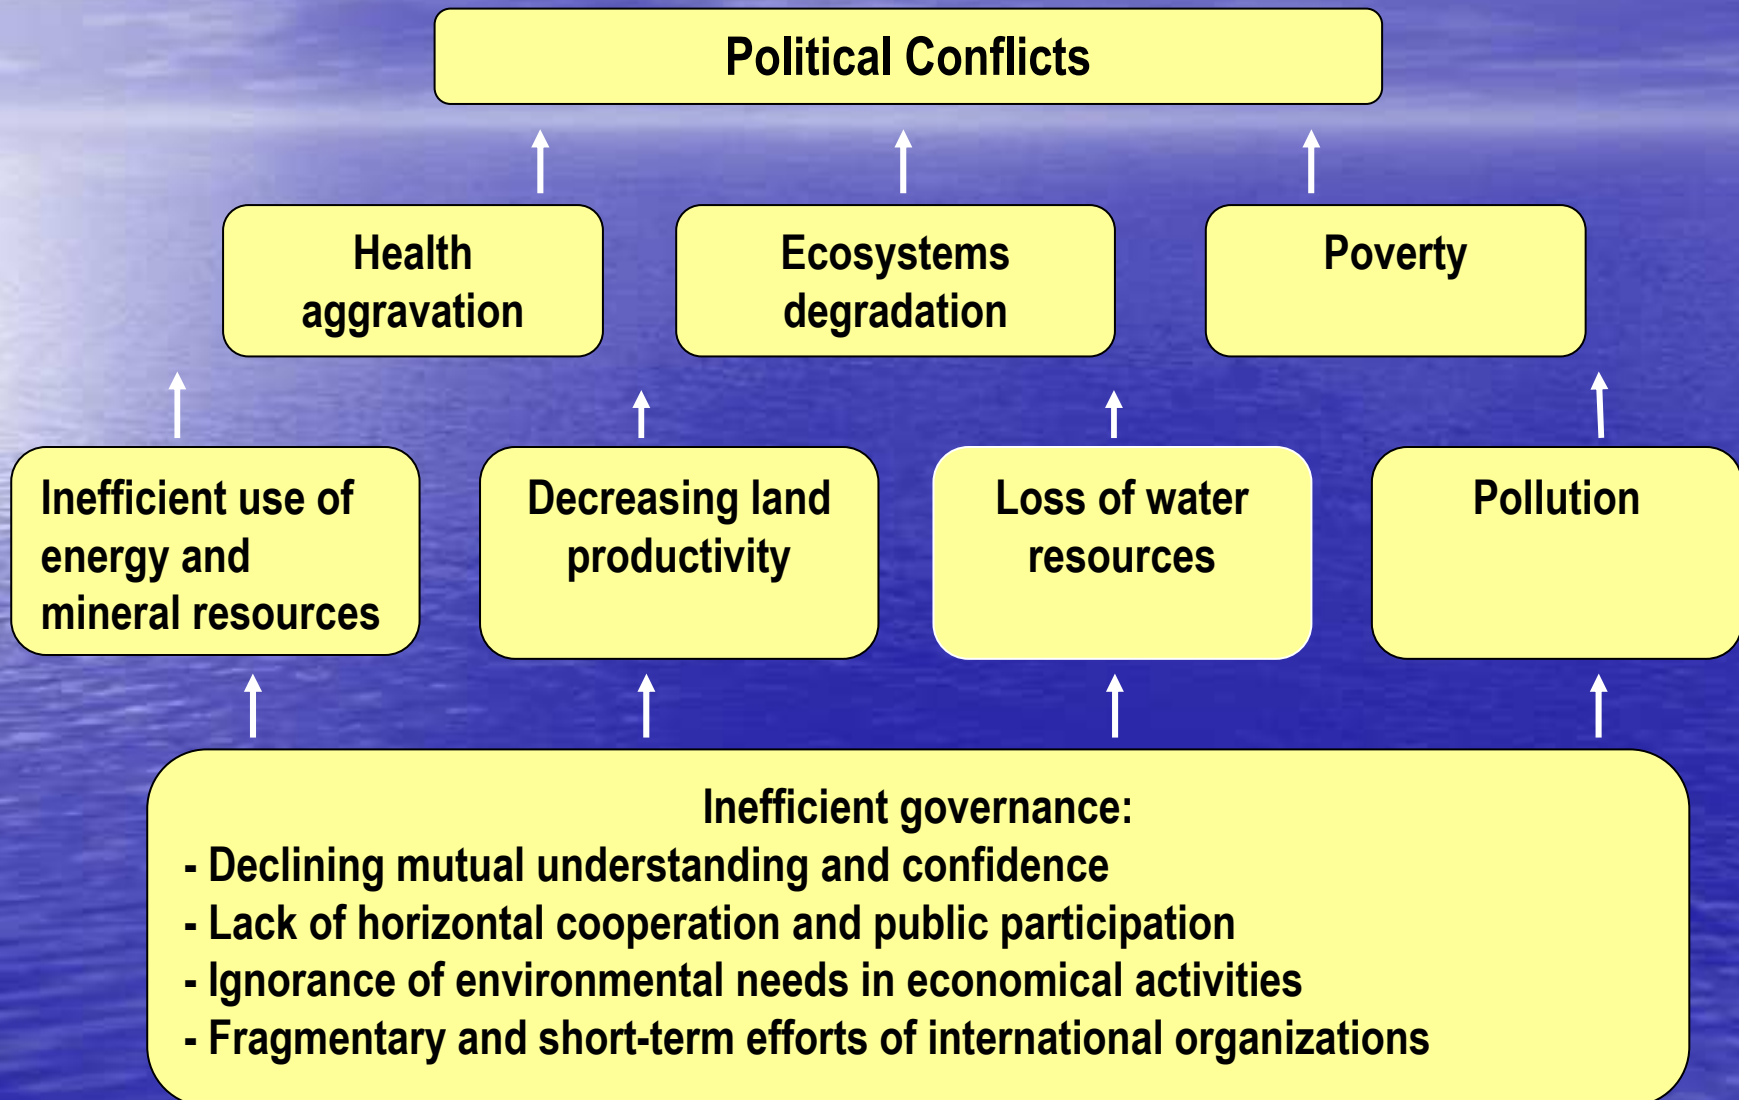 Political Conflicts
Health
aggravation
Ecosystems
degradation
Poverty
Inefficient use of
energy and
mineral resources
Decreasing land
productivity
Loss of water
resources
Pollution
Inefficient governance:
- Declining mutual understanding and confidence
- Lack of horizontal cooperation and public participation
- Ignorance of environmental needs in economical activities
- Fragmentary and short-term efforts of international organizations